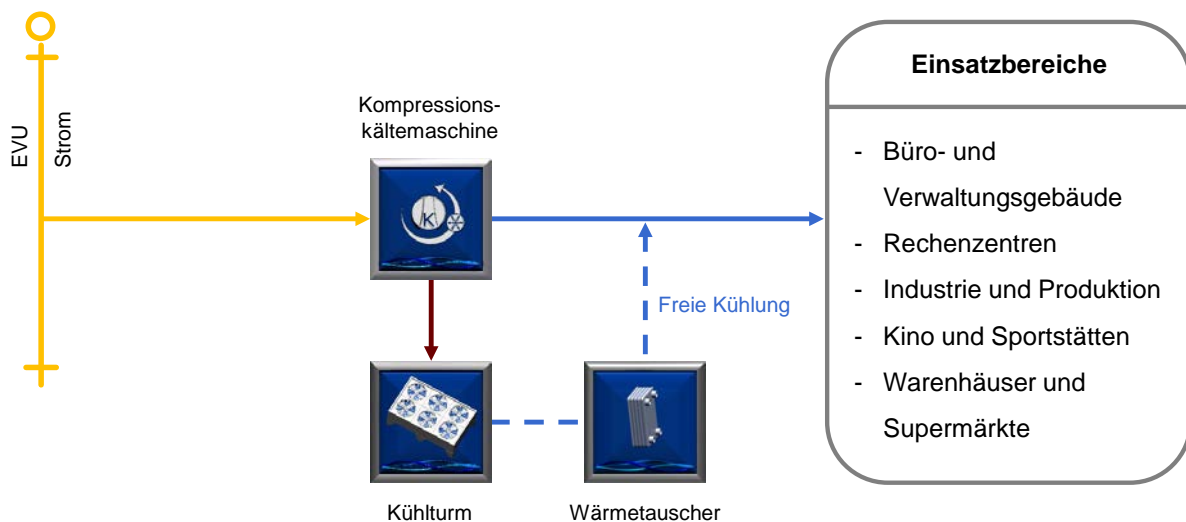 EVU
Strom
Kompressions-
kältemaschine
K
Freie Kühlung
Kühlturm
Wärmetauscher
Einsatzbereiche
- Büro- und
Verwaltungsgebäude
- Rechenzentren
- Industrie und Produktion
- Kino und Sportstätten
- Warenhäuser und
Supermärkte